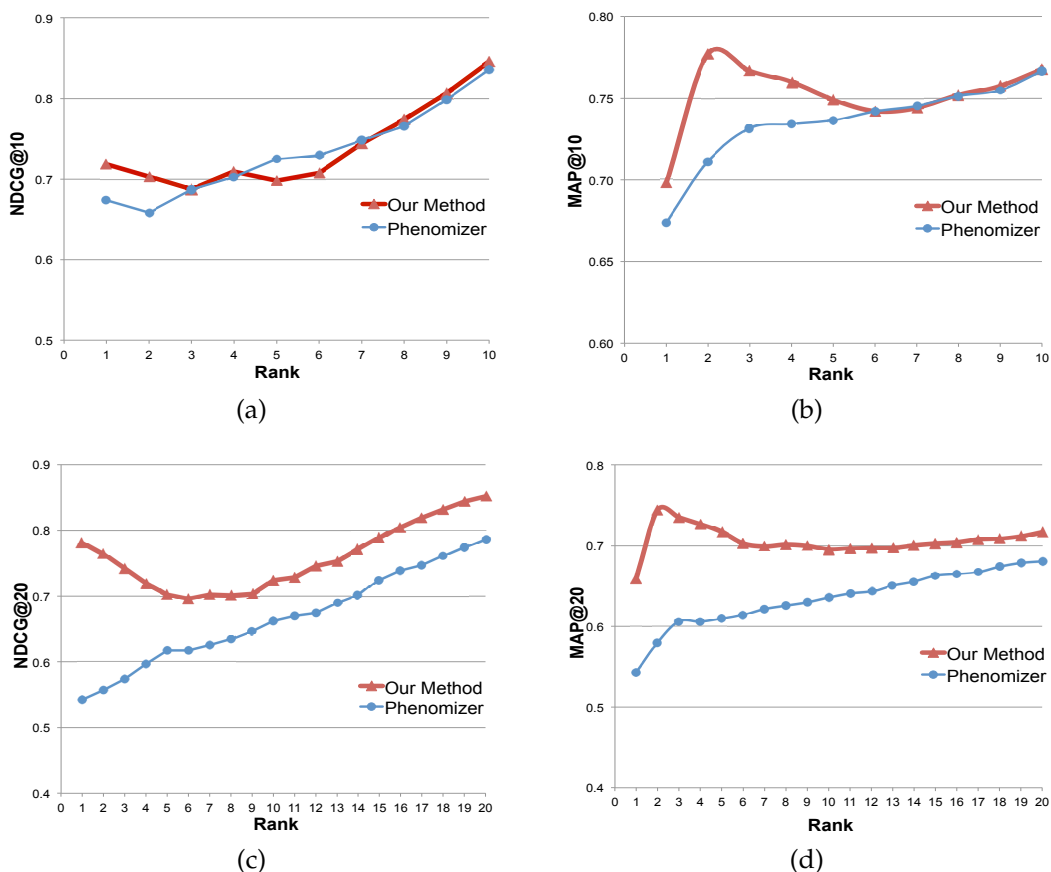 0.9
0.8
0.7
0.6
0.5
NDCG@10
Our Method
Phenomizer
0 1 2 3 4 5 6 7 8 9 10
Rank
(a)
0.80
0.75
0.70
0.65
0.60
MAP@10
Our Method
Phenomizer
0 1 2 3 4 5 6 7 8 9 10
Rank
(b)
0.9
0.8
0.7
0.6
0.5
0.4
NDCG@20
Our Method
Phenomizer
0 1 2 3 4 5 6 7 8 9 10 11 12 13 14 15 16 17 18 19 20
Rank
(c)
0.8
0.7
0.6
0.5
0.4
MAP@20
Our Method
Phenomizer
0 1 2 3 4 5 6 7 8 9 10 11 12 13 14 15 16 17 18 19 20
Rank
(d)